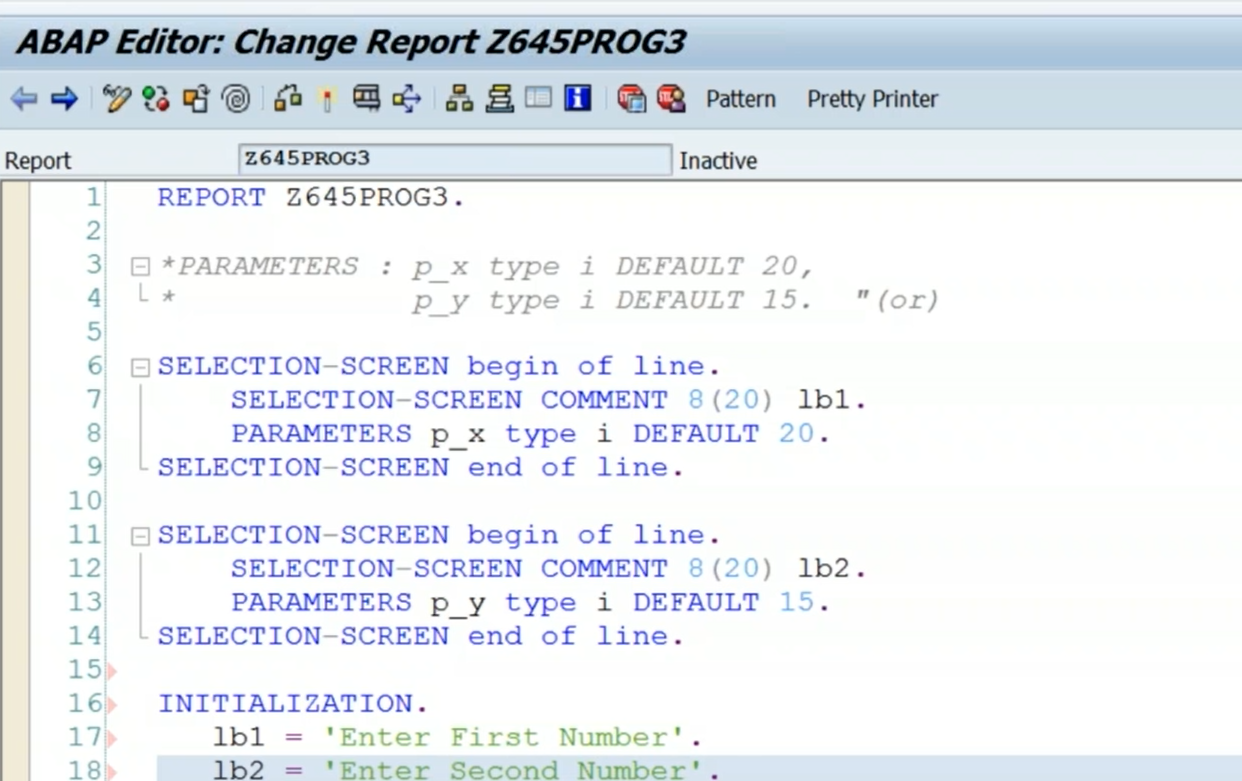 ABAP Editor: Change Report Z645PROG3
Pattern Pretty Printer
Report Z645PROG3 Inactive
1 REPORT Z645PROG3.
2
3 *PARAMETERS : p_x type i DEFAULT 20,
4 * p_y type i DEFAULT 15. "(or)
5
6 SELECTION-SCREEN begin of line.
7 SELECTION-SCREEN COMMENT 8(20) lb1.
8 PARAMETERS p_x type i DEFAULT 20.
9 SELECTION-SCREEN end of line.
10
11 SELECTION-SCREEN begin of line.
12 SELECTION-SCREEN COMMENT 8(20) lb2.
13 PARAMETERS p_y type i DEFAULT 15.
14 SELECTION-SCREEN end of line.
15
16 INITIALIZATION.
17 lb1 = 'Enter First Number'.
18 lb2 = 'Enter Second Number'.